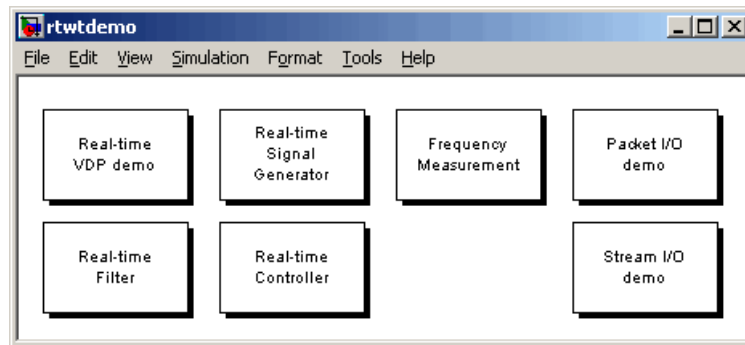 rtwtdemo
File Edit View Simulation Format Tools Help
Real-time
VDP demo
Real-time
Signal
Generator
Frequency
Measurement
Packet I/O
demo
Real-time
Filter
Real-time
Controller
Stream I/O
demo